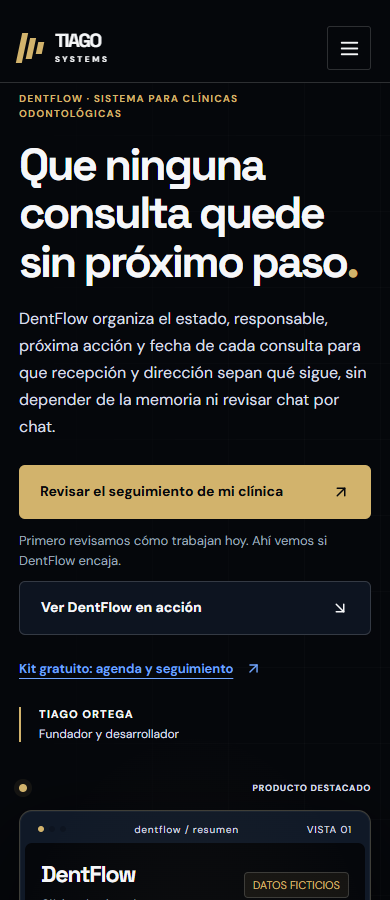 TIAGO
SYSTEMS
DENTFLOW · SISTEMA PARA CLÍNICAS
ODONTOLÓGICAS
Que ninguna
consulta quede
sin próximo paso.
DentFlow organiza el estado, responsable,
próxima acción y fecha de cada consulta para
que recepción y dirección sepan qué sigue, sin
depender de la memoria ni revisar chat por
chat.
Revisar el seguimiento de mi clínica
Primero revisamos cómo trabajan hoy. Ahí vemos si
DentFlow encaja.
Ver DentFlow en acción
Kit gratuito: agenda y seguimiento
TIAGO ORTEGA
Fundador y desarrollador
PRODUCTO DESTACADO
dentflow / resumen VISTA 01
DentFlow
DATOS FICTICIOS